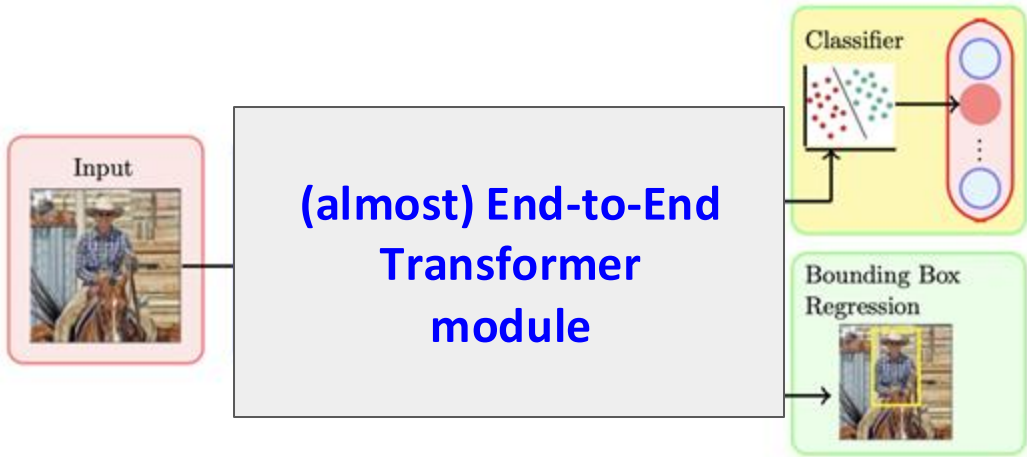 Input
(almost) End-to-End
Transformer
module
Classifier
Bounding Box
Regression